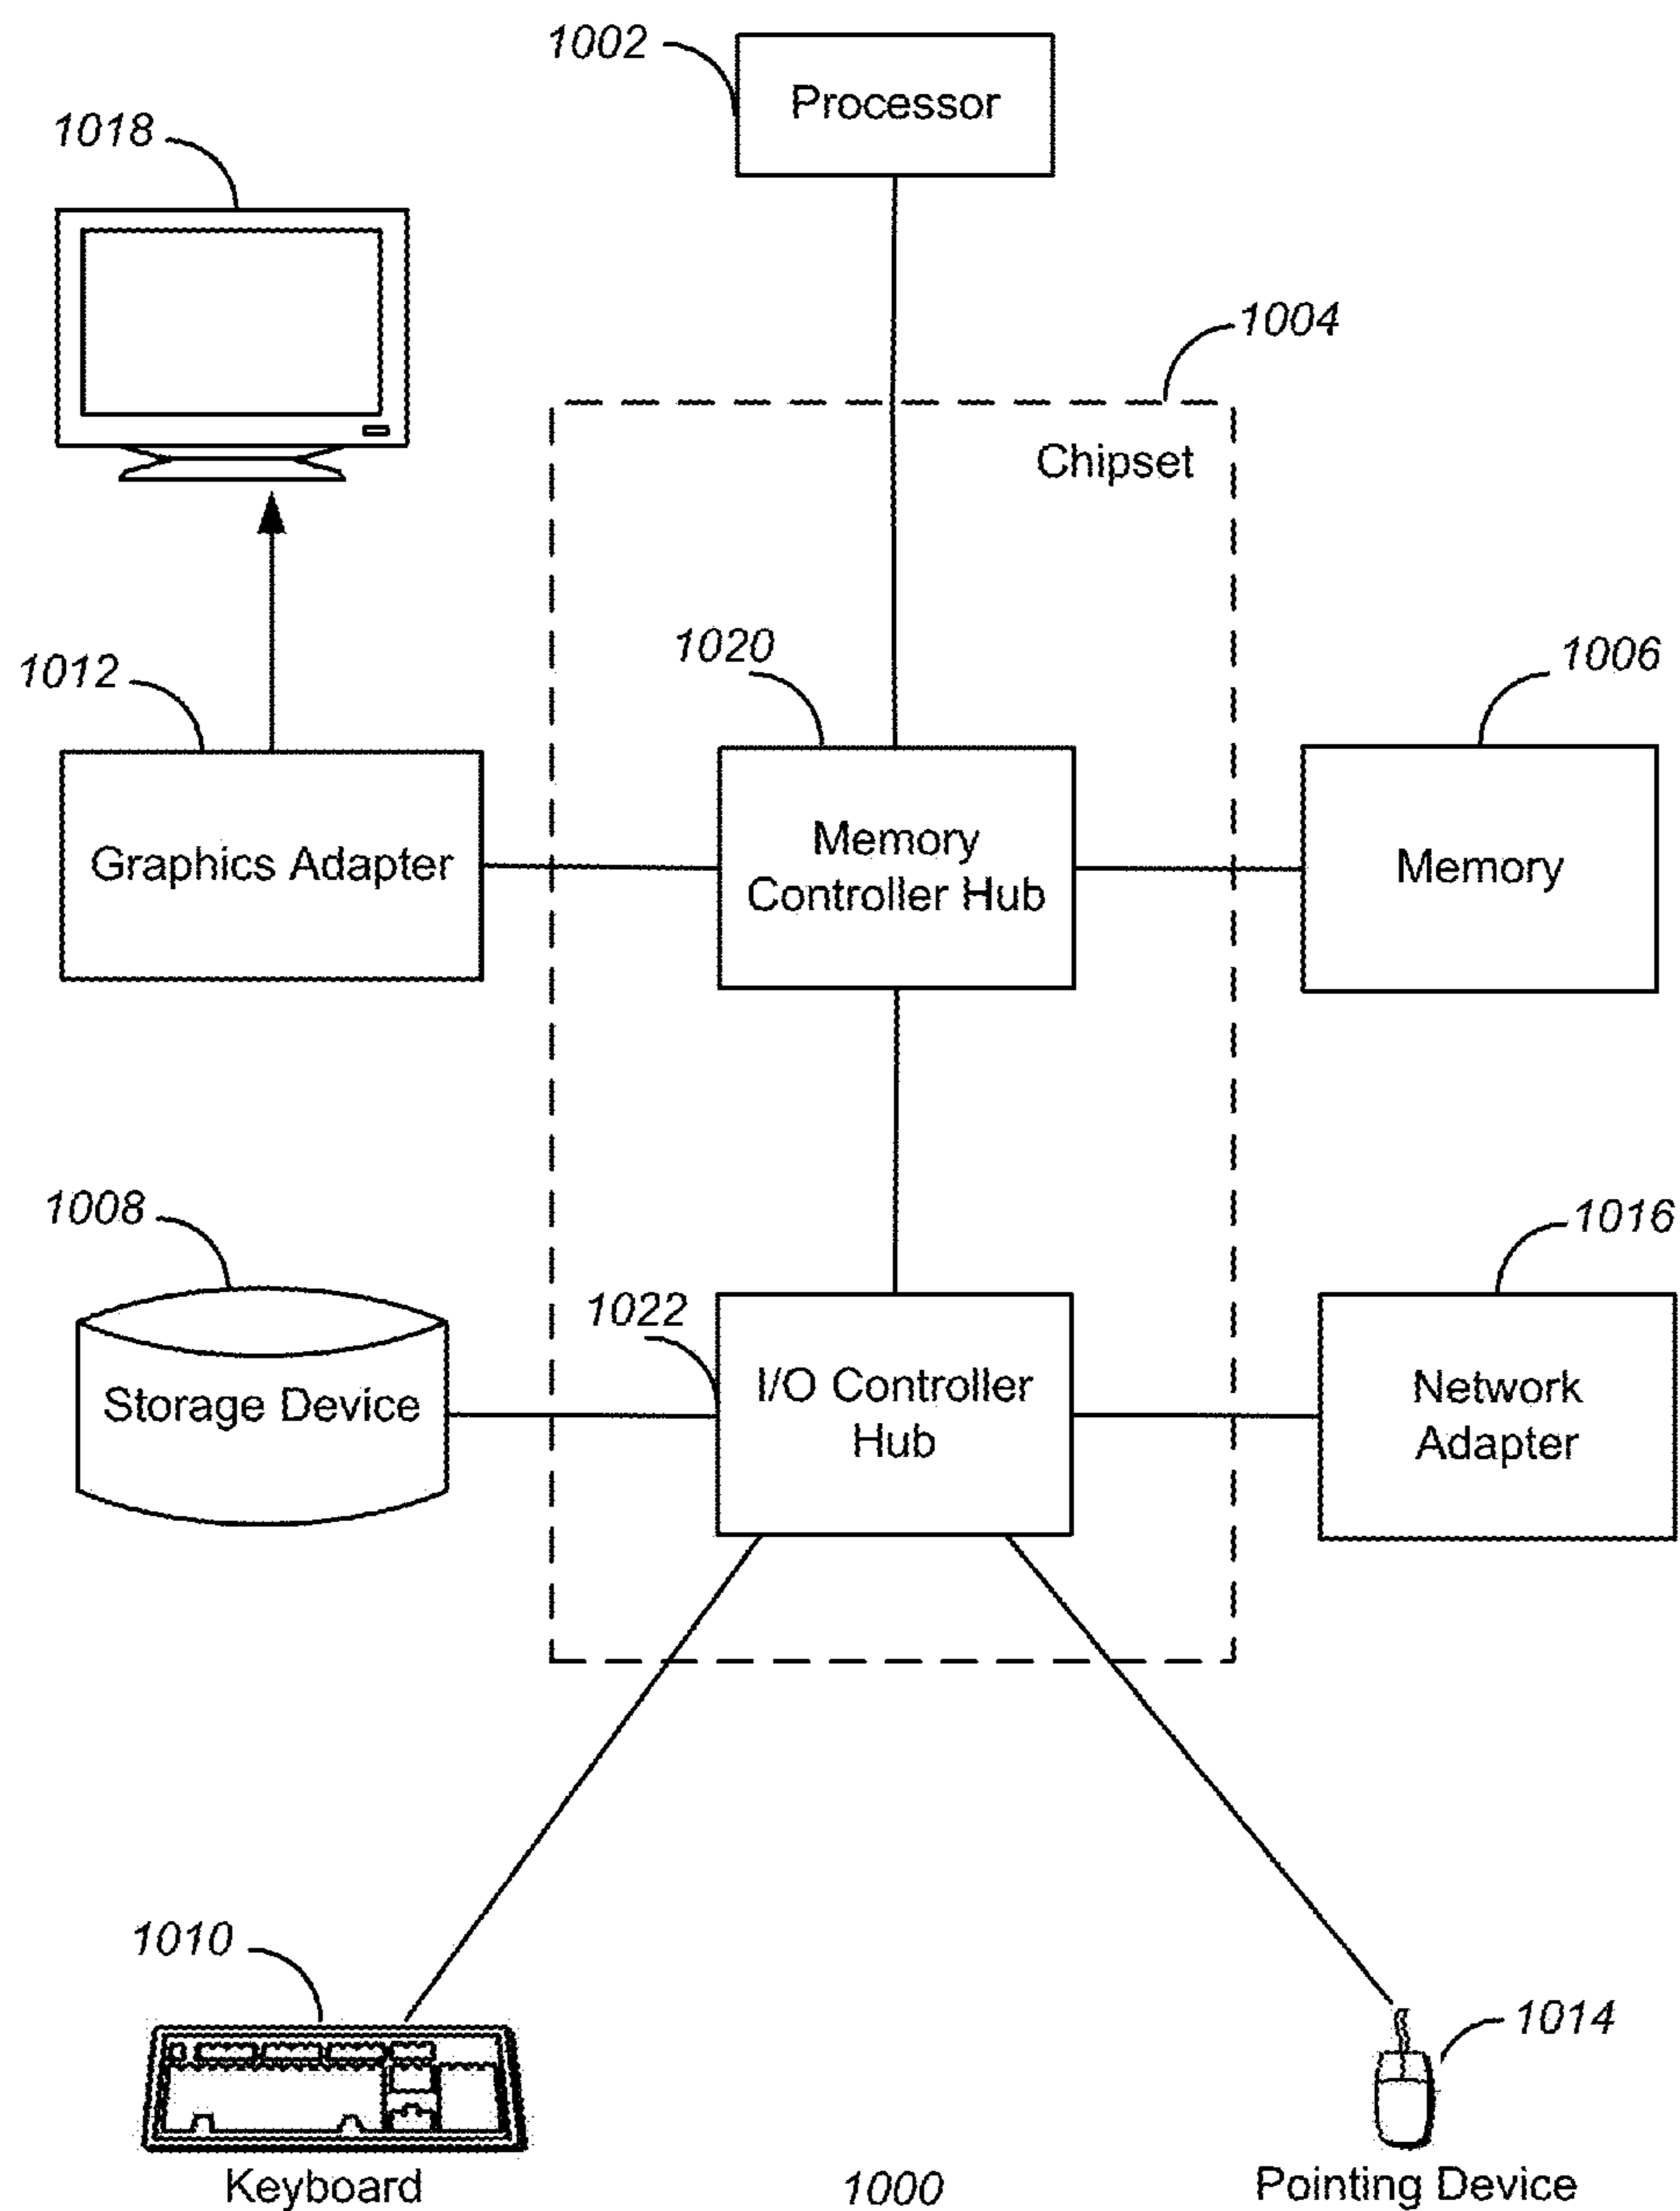 1002
Processor
1018
1004
Chipset
1020
1006
1012
Graphics Adapter
Memory
Controller Hub
Memory
1008
1016
1022
Storage Device
I/O Controller
Hub
Network
Adapter
1010
1014
Keyboard
1000
Pointing Device